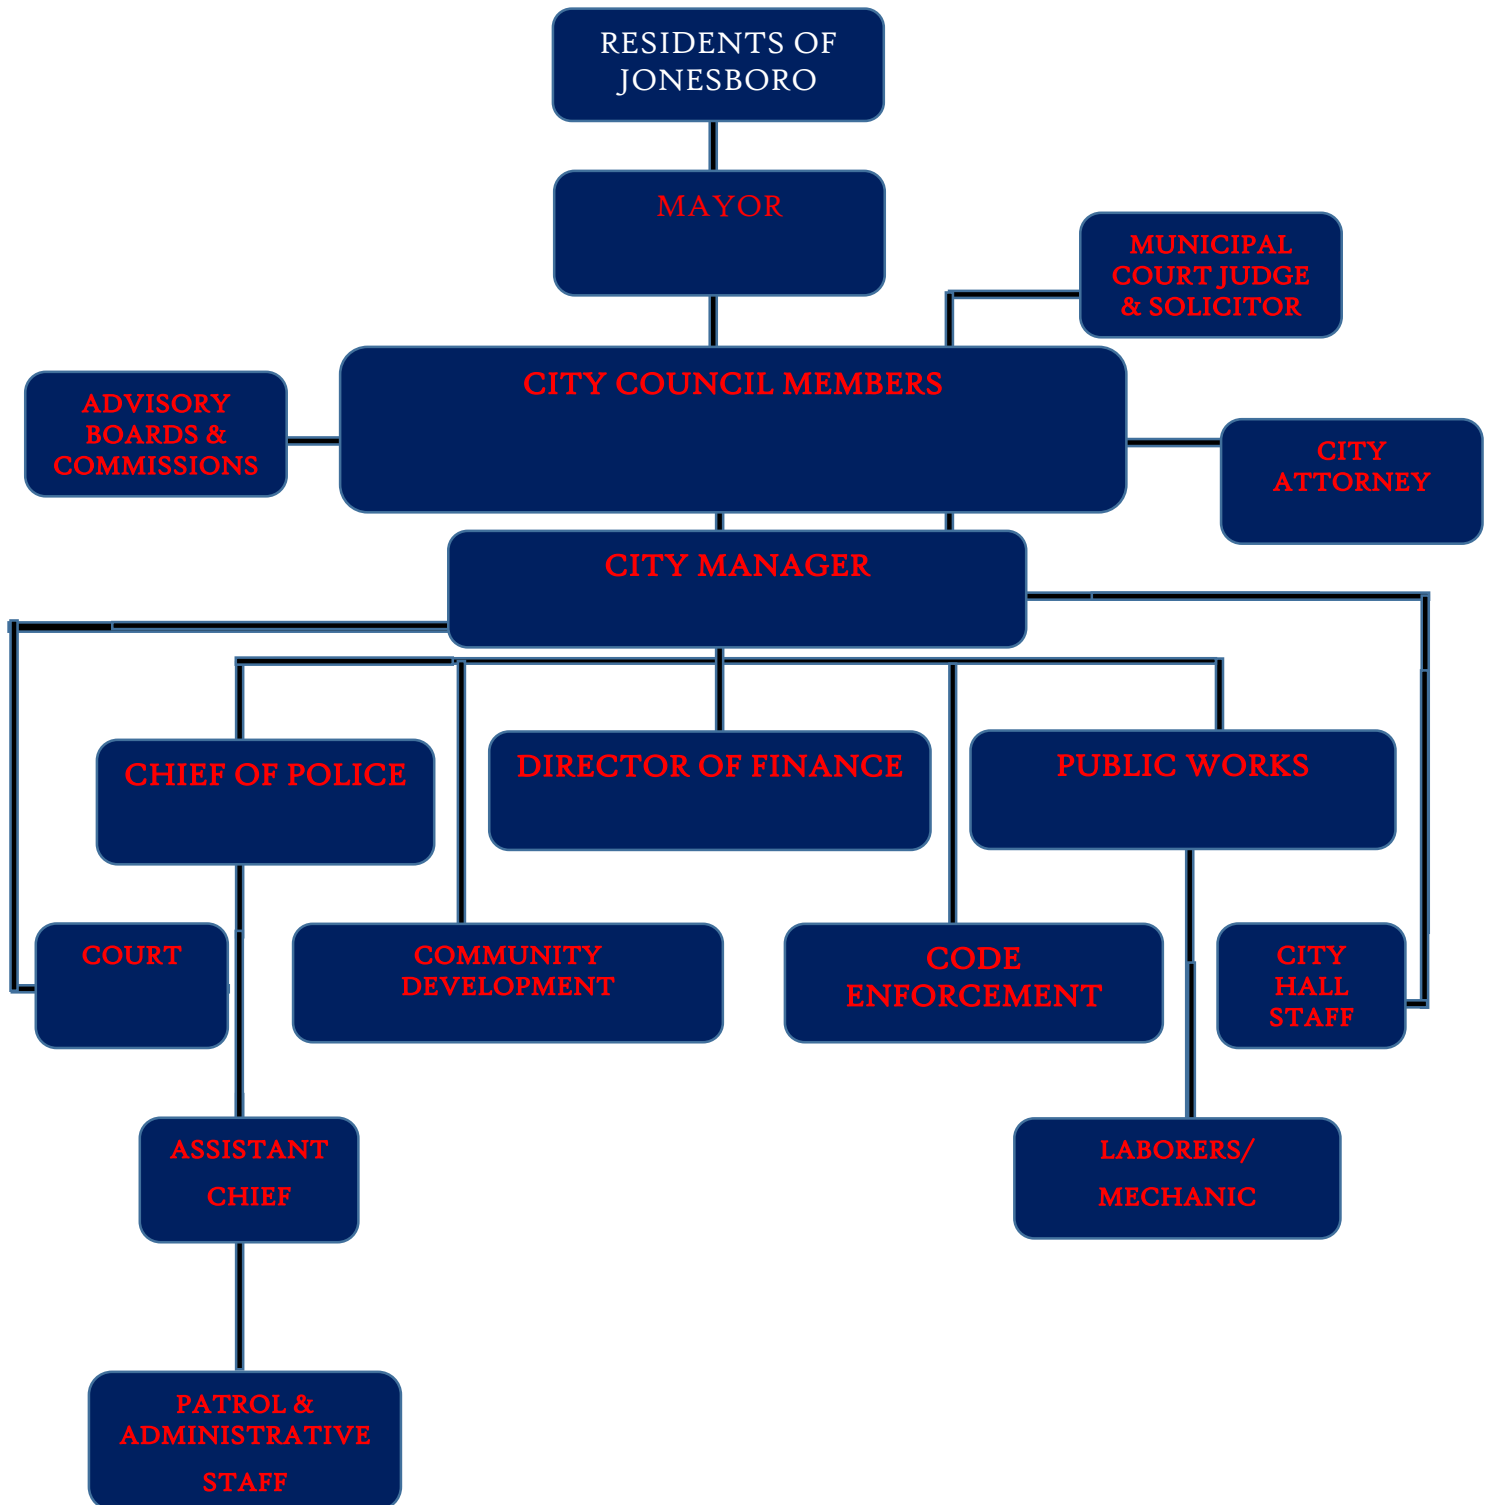 RESIDENTS OF
JONESBORO
MAYOR
MUNICIPAL
COURT JUDGE
& SOLICITOR
CITY COUNCIL MEMBERS
ADVISORY
BOARDS &
COMMISSIONS
CITY
ATTORNEY
CITY MANAGER
CHIEF OF POLICE
DIRECTOR OF FINANCE
PUBLIC WORKS
COURT
COMMUNITY
DEVELOPMENT
CODE
ENFORCEMENT
CITY
HALL
STAFF
ASSISTANT
CHIEF
LABORERS/
MECHANIC
PATROL &
ADMINISTRATIVE
STAFF